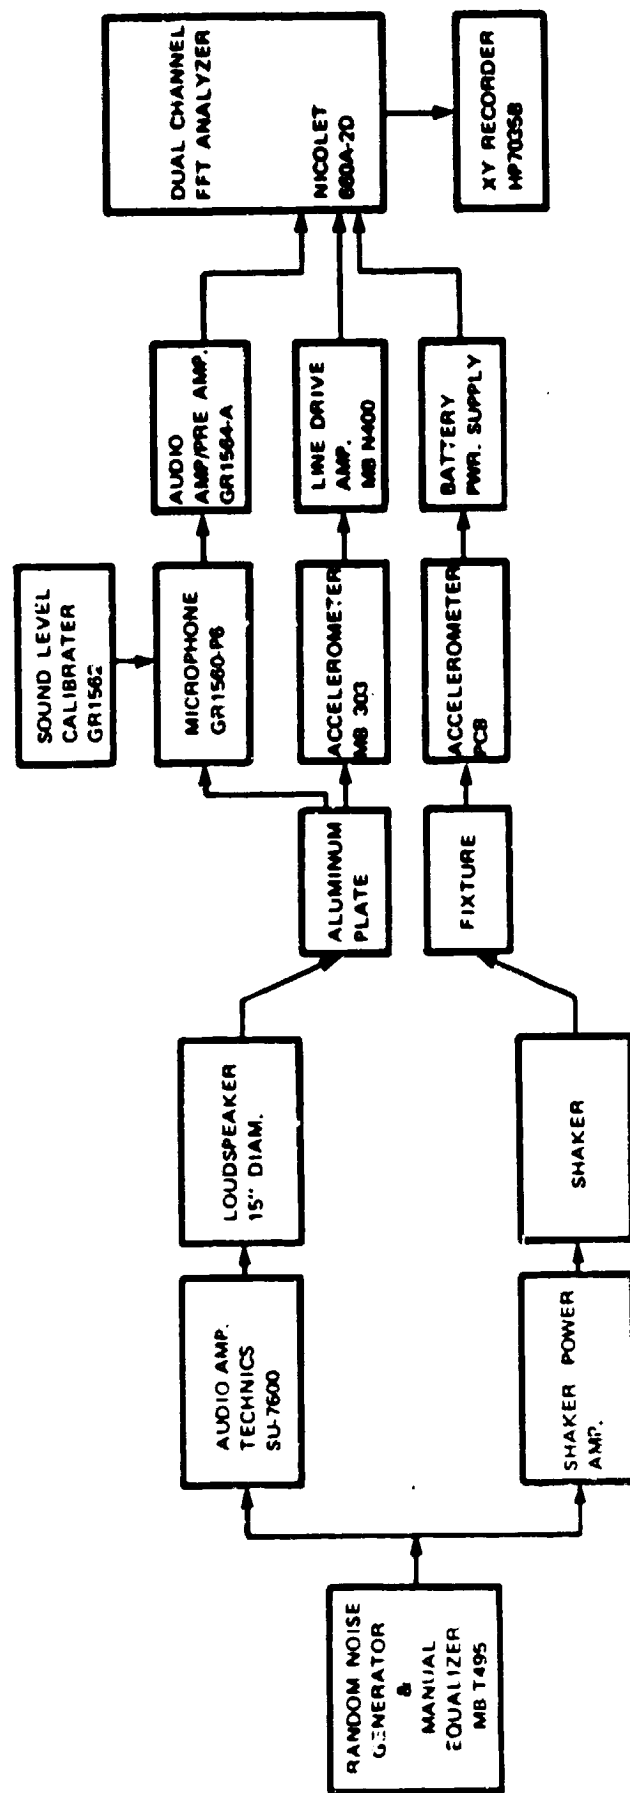 RANDOM NOISE
GENERATOR
&
MANUAL
EQUALIZER
MB T495
AUDIO AMP.
TECHNICS
SU-7600
LOUDSPEAKER
15" DIAM.
SHAKER POWER
AMP.
SHAKER
ALUMINUM
PLATE
FIXTURE
SOUND LEVEL
CALIBRATER
GR1562
MICROPHONE
GR1560-P6
ACCELEROMETER
MB 303
ACCELEROMETER
PCB
AUDIO
AMP/PRE AMP.
GR1564-A
LINE DRIVE
AMP.
MB N400
BATTERY
PWR. SUPPLY
DUAL CHANNEL
FFT ANALYZER
NICOLET
660A-2D
XY RECORDER
HP7035B